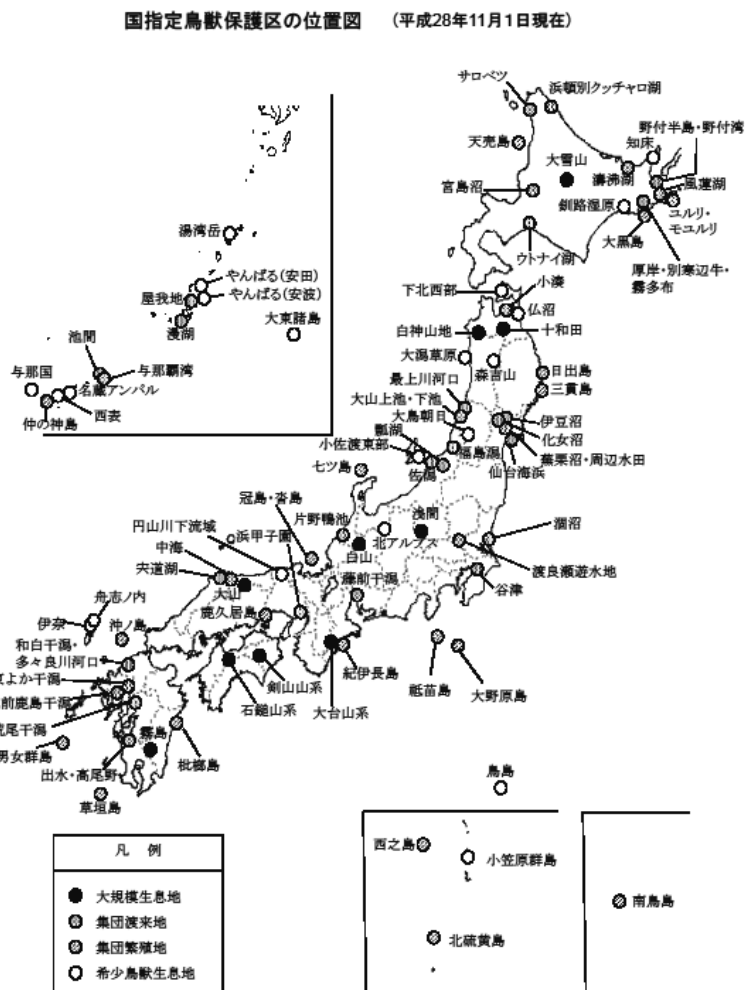 国指定鳥獣保護区の位置図 （平成28年11月1日現在）
サロベツ
浜頓別クッチャロ湖
野付半島・野付湾
天売島
知床
大雪山
濤沸湖
風蓮湖
宮島沼
釧路湿原
ユルリ・
モユルリ
大黒島
ウトナイ湖
厚岸・別寒辺牛・
霧多布
湯湾岳
やんばる(安田)
やんばる(安波)
屋我地
漫湖
大東諸島
池間
与那国
与那覇湾
名蔵アンパル
西表
仲の神島
下北西部
小湊
仏沼
白神山地
十和田
大潟草原
森吉山
日出島
最上川河口
三貫島
大山上池・下池
大鳥朝日
伊豆沼
瓢湖
化女沼
小佐渡東部
福島潟
蕪栗沼・周辺水田
佐潟
仙台海浜
七ツ島
冠島・沓島
片野鴨池
浅間
円山川下流域
浜甲子園
北アルプス
涸沼
中海
白山
宍道湖
渡良瀬遊水地
大山
藤前干潟
谷津
舟志ノ内
鹿久居島
伊奈
沖ノ島
和白干潟・
多々良川河口
よか干潟
紀伊長島
祗苗島
大野原島
剣山山系
前鹿島干潟
石鎚山系
大台山系
尾干潟
霧島
男女群島
枇榔島
出水・高尾野
草垣島
鳥島
西之島
小笠原群島
南鳥島
北硫黄島
凡 例
大規模生息地
集団渡来地
集団繁殖地
希少鳥獣生息地